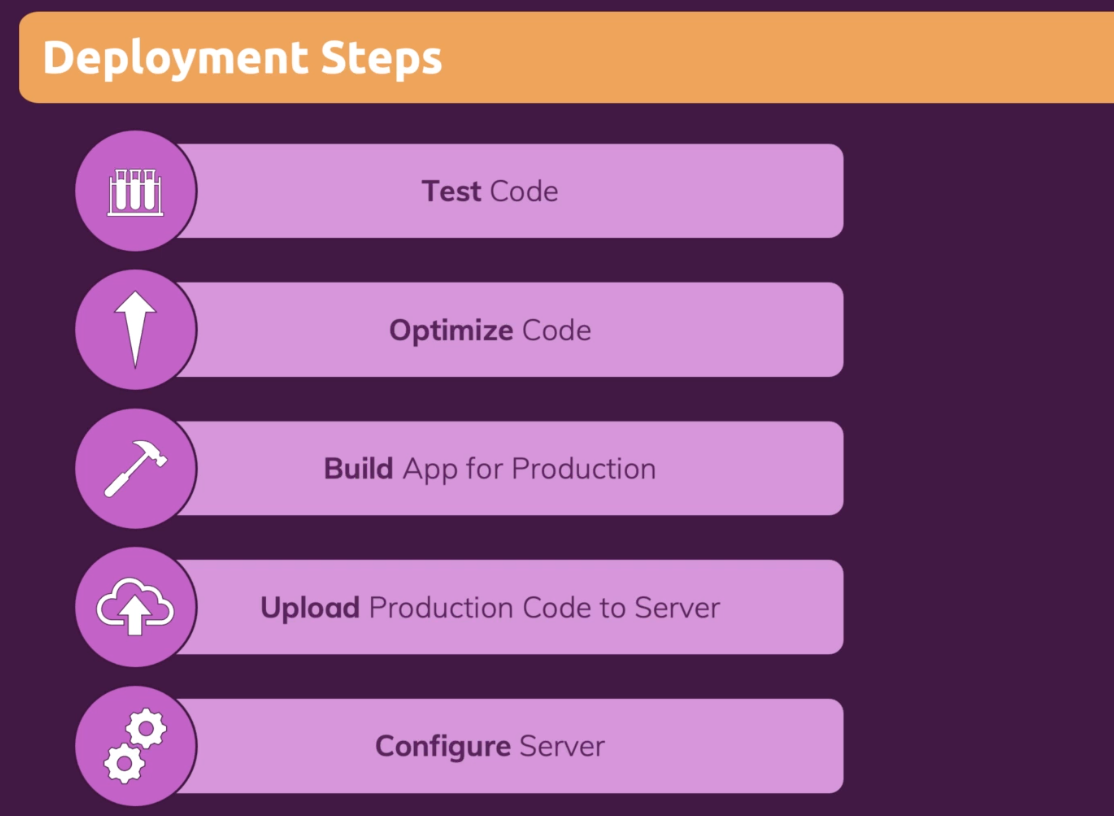 Deployment Steps
Test Code
Optimize Code
Build App for Production
Upload Production Code to Server
Configure Server